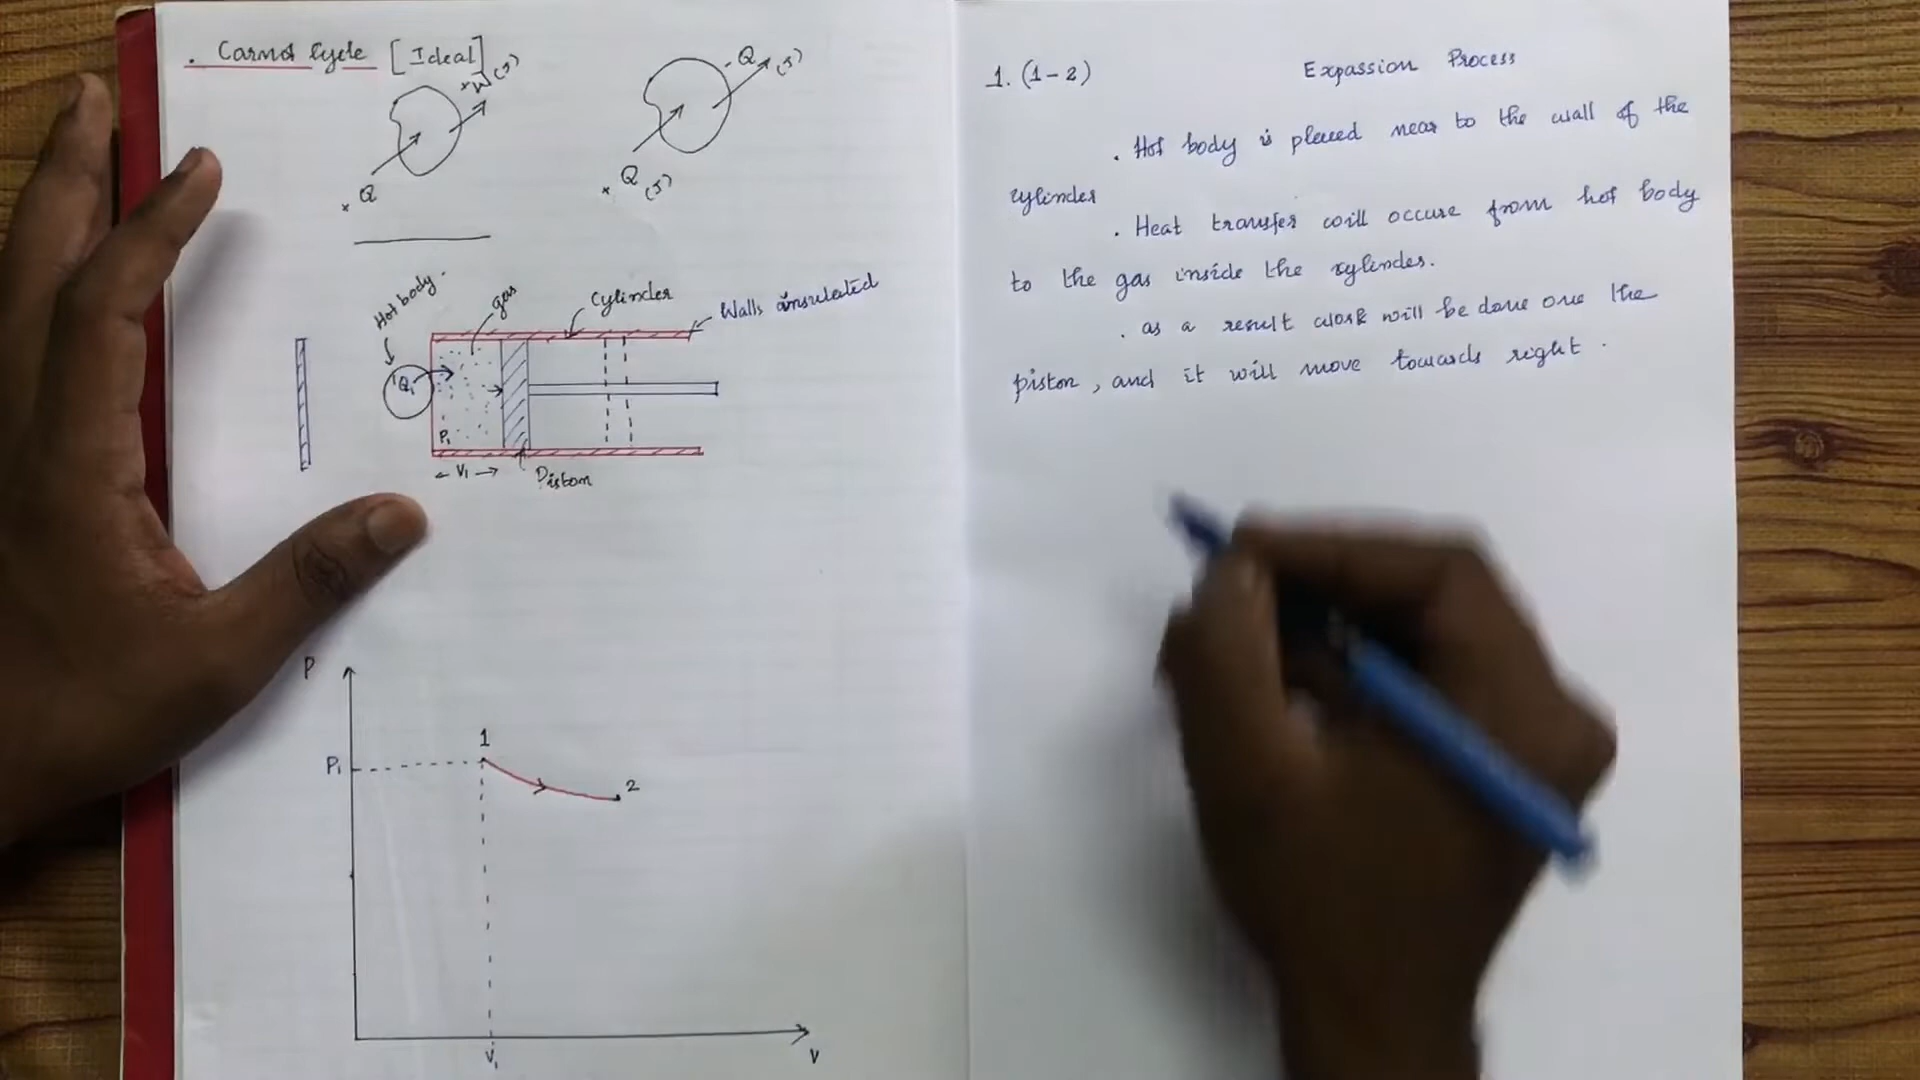 . Carnot Cycle [Ideal]
+W (J)
+ Q
- Q (J)
+ Q (J)
Hot body.
gas
Cylinder
Walls insulated
Q1
P1
← V1 →
Piston
P
P1
1
2
V1
V
1. (1-2) Expassion Process
. Hot body is placed near to the wall of the
cylinder
. Heat transfer will occure from hot body
to the gas inside the cylinder.
. as a result work will be done one the
piston, and it will move towards right.